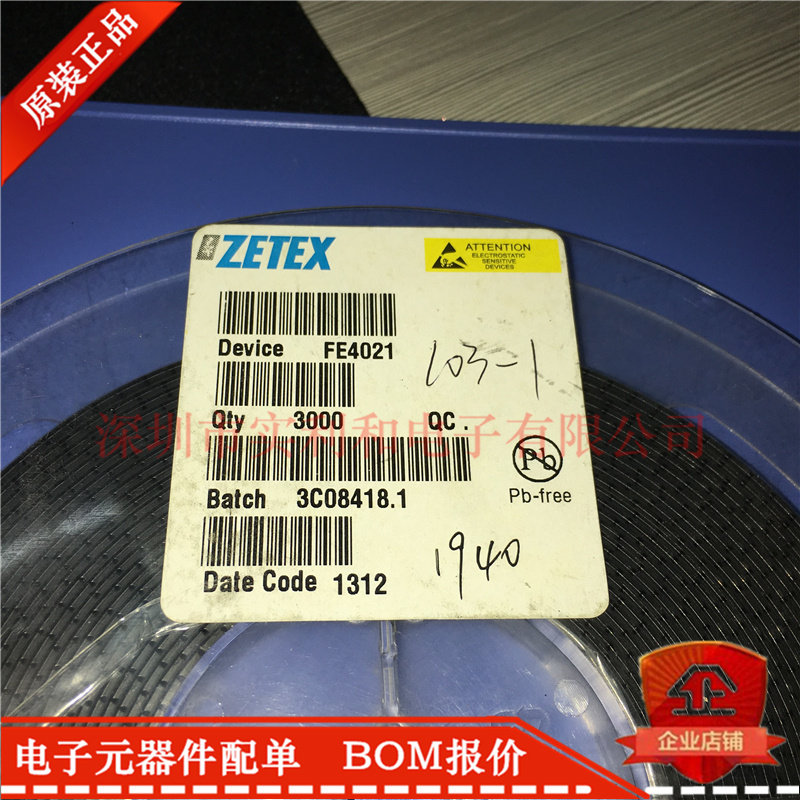 原装正品
ZETEX
ATTENTION
ELECTROSTATIC
SENSITIVE
DEVICES
Device FE4021
103-1
Qty 3000 QC.
深圳市实利和电子有限公司
Batch 3C08418.1
Pb
Pb-free
Date Code 1312
1940
企业店铺
电子元器件配单 BOM报价